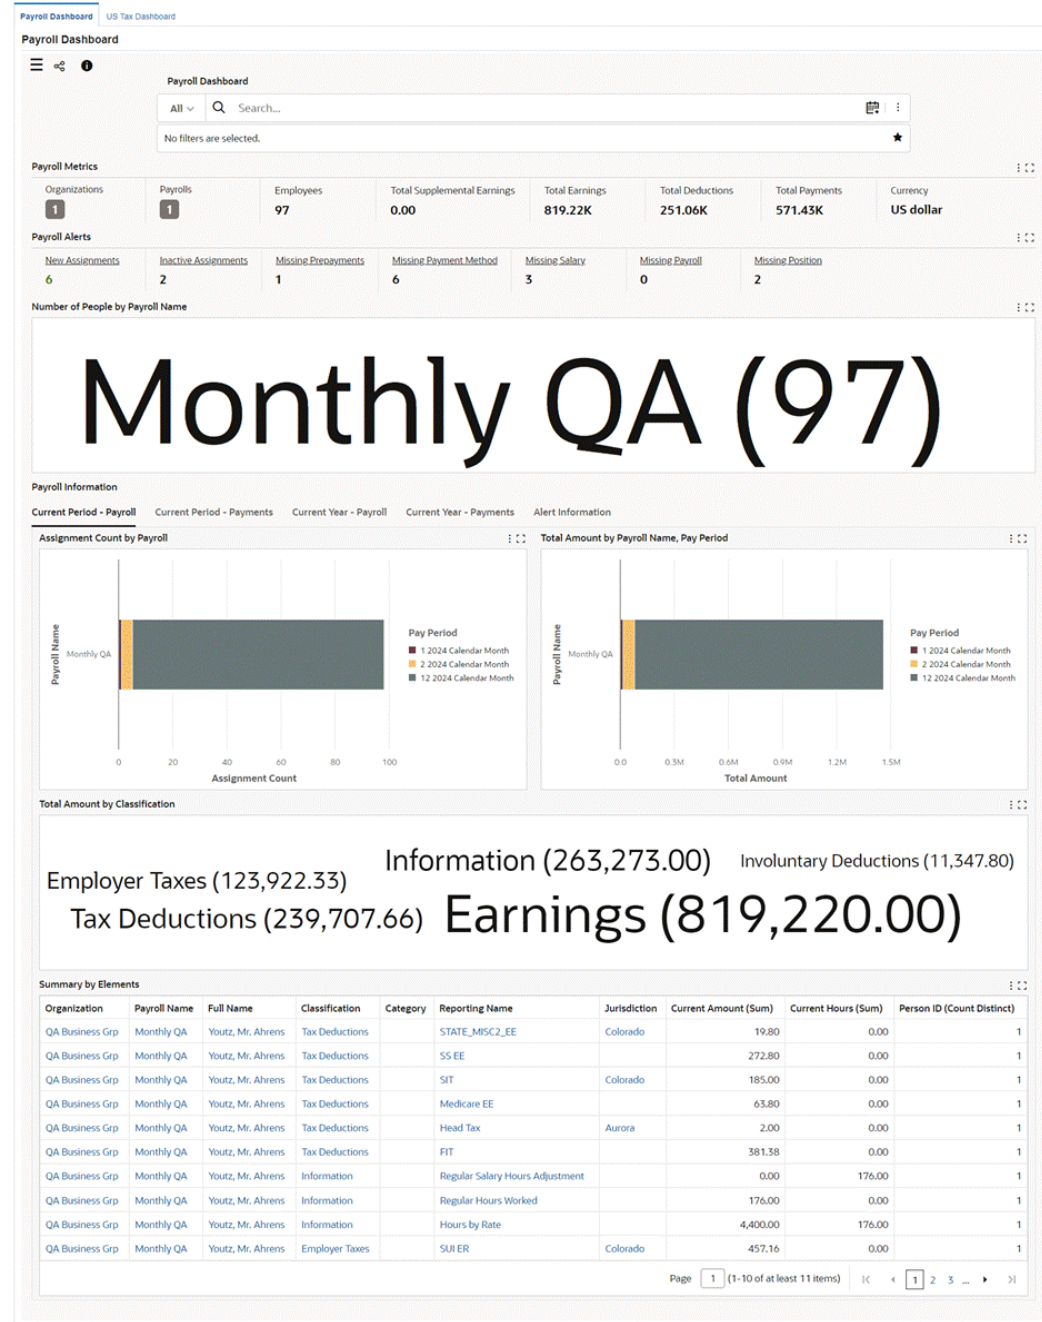 Payroll Dashboard US Tax Dashboard
Payroll Dashboard
Payroll Dashboard
All Search...
No filters are selected.
Payroll Metrics
Organizations Payrolls Employees Total Supplemental Earnings Total Earnings Total Deductions Total Payments Currency
1 1 97 0.00 819.22K 251.06K 571.43K US dollar
Payroll Alerts
New Assignments Inactive Assignments Missing Prepayments Missing Payment Method Missing Salary Missing Payroll Missing Position
6 2 1 6 3 0 2
Number of People by Payroll Name
Monthly QA (97)
Payroll Information
Current Period - Payroll Current Period - Payments Current Year - Payroll Current Year - Payments Alert Information
Assignment Count by Payroll
Payroll Name
Monthly QA
0 20 40 60 80 100
Assignment Count
Pay Period
1 2024 Calendar Month
2 2024 Calendar Month
12 2024 Calendar Month
Total Amount by Payroll Name, Pay Period
Payroll Name
Monthly QA
0.0 0.3M 0.6M 0.9M 1.2M 1.5M
Total Amount
Pay Period
1 2024 Calendar Month
2 2024 Calendar Month
12 2024 Calendar Month
Total Amount by Classification
Information (263,273.00) Involuntary Deductions (11,347.80)
Employer Taxes (123,922.33)
Tax Deductions (239,707.66) Earnings (819,220.00)
Summary by Elements
Organization Payroll Name Full Name Classification Category Reporting Name Jurisdiction Current Amount (Sum) Current Hours (Sum) Person ID (Count Distinct)
QA Business Grp Monthly QA Youtz, Mr. Ahrens Tax Deductions STATE_MISC2_EE Colorado 19.80 0.00 1
QA Business Grp Monthly QA Youtz, Mr. Ahrens Tax Deductions SS EE 272.80 0.00 1
QA Business Grp Monthly QA Youtz, Mr. Ahrens Tax Deductions SIT Colorado 185.00 0.00 1
QA Business Grp Monthly QA Youtz, Mr. Ahrens Tax Deductions Medicare EE 63.80 0.00 1
QA Business Grp Monthly QA Youtz, Mr. Ahrens Tax Deductions Head Tax Aurora 2.00 0.00 1
QA Business Grp Monthly QA Youtz, Mr. Ahrens Tax Deductions FIT 381.38 0.00 1
QA Business Grp Monthly QA Youtz, Mr. Ahrens Information Regular Salary Hours Adjustment 0.00 176.00 1
QA Business Grp Monthly QA Youtz, Mr. Ahrens Information Regular Hours Worked 176.00 0.00 1
QA Business Grp Monthly QA Youtz, Mr. Ahrens Information Hours by Rate 4,400.00 176.00 1
QA Business Grp Monthly QA Youtz, Mr. Ahrens Employer Taxes SUI ER Colorado 457.16 0.00 1
Page 1 (1-10 of at least 11 items) 1 2 3 ...